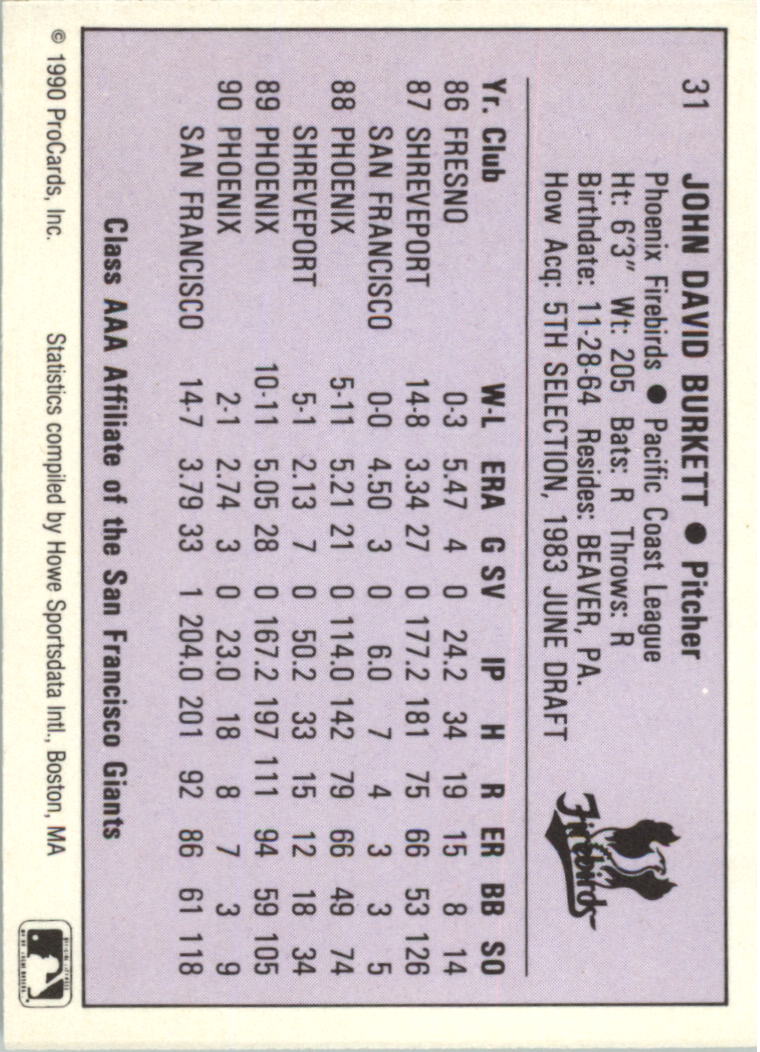 31 JOHN DAVID BURKETT ● Pitcher
Phoenix Firebirds ● Pacific Coast League
Ht: 6'3" Wt: 205 Bats: R Throws: R
Birthdate: 11-28-64 Resides: BEAVER, PA.
How Acq: 5TH SELECTION, 1983 JUNE DRAFT
Firebirds
Yr. Club W-L ERA G SV IP H R ER BB SO
86 FRESNO 0-3 5.47 4 0 24.2 34 19 15 8 14
87 SHREVEPORT 14-8 3.34 27 0 177.2 181 75 66 53 126
SAN FRANCISCO 0-0 4.50 3 0 6.0 7 4 3 3 5
88 PHOENIX 5-11 5.21 21 0 114.0 142 79 66 49 74
SHREVEPORT 5-1 2.13 7 0 50.2 33 15 12 18 34
89 PHOENIX 10-11 5.05 28 0 167.2 197 111 94 59 105
90 PHOENIX 2-1 2.74 3 0 23.0 18 8 7 3 9
SAN FRANCISCO 14-7 3.79 33 1 204.0 201 92 86 61 118
Class AAA Affiliate of the San Francisco Giants
© 1990 ProCards, Inc. Statistics compiled by Howe Sportsdata Intl., Boston, MA